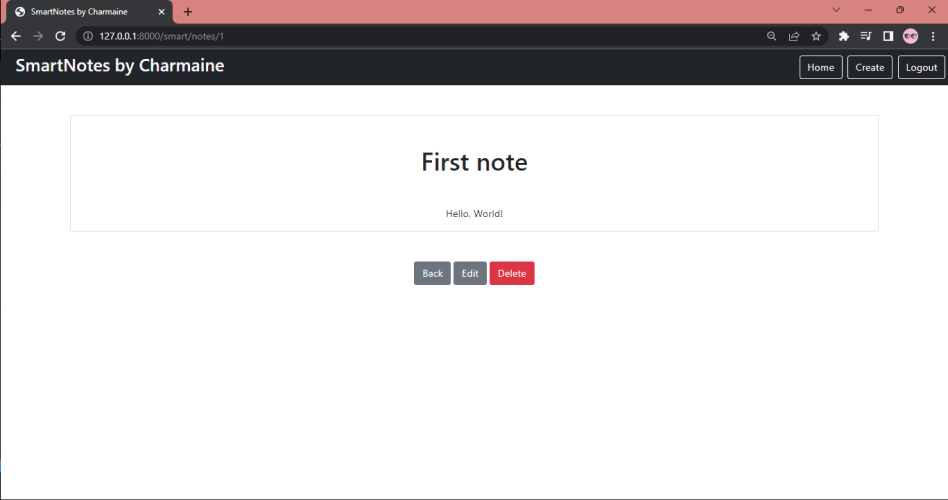 SmartNotes by Charmaine
127.0.0.1:8000/smart/notes/1
SmartNotes by Charmaine
Home Create Logout
First note
Hello, World!
Back Edit Delete